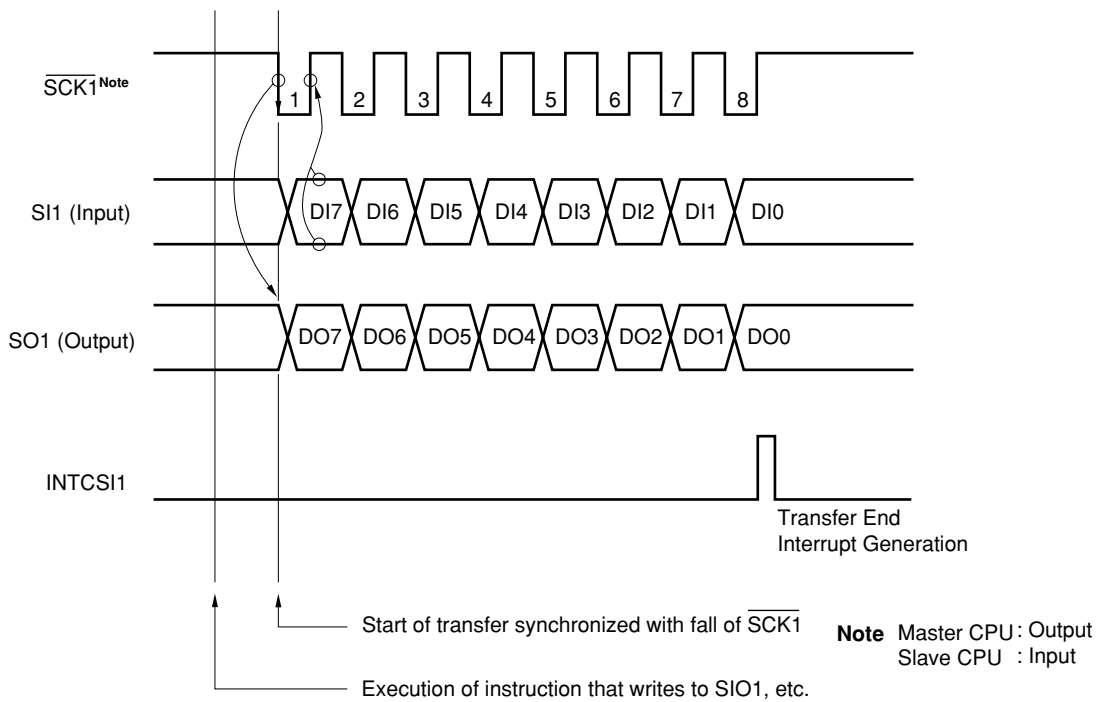 SCK1 Note
1 2 3 4 5 6 7 8
SI1 (Input)
DI7 DI6 DI5 DI4 DI3 DI2 DI1 DI0
SO1 (Output)
DO7 DO6 DO5 DO4 DO3 DO2 DO1 DO0
INTCSI1
Transfer End
Interrupt Generation
Start of transfer synchronized with fall of SCK1
Note Master CPU : Output
Slave CPU : Input
Execution of instruction that writes to SIO1, etc.